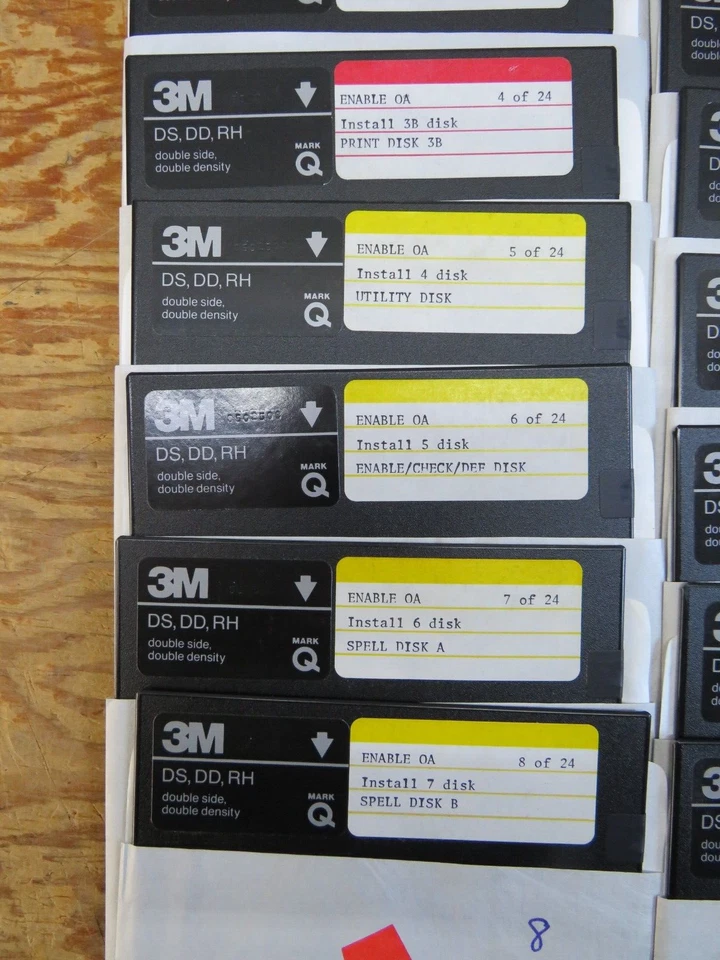 3M
DS, DD, RH
double side,
double density
MARK
Q
ENABLE OA 4 of 24
Install 3B disk
PRINT DISK 3B
3M
DS, DD, RH
double side,
double density
MARK
Q
ENABLE OA 5 of 24
Install 4 disk
UTILITY DISK
3M
DS, DD, RH
double side,
double density
MARK
Q
ENABLE OA 6 of 24
Install 5 disk
ENABLE/CHECK/DEF DISK
3M
DS, DD, RH
double side,
double density
MARK
Q
ENABLE OA 7 of 24
Install 6 disk
SPELL DISK A
3M
DS, DD, RH
double side,
double density
MARK
Q
ENABLE OA 8 of 24
Install 7 disk
SPELL DISK B
8
DS,